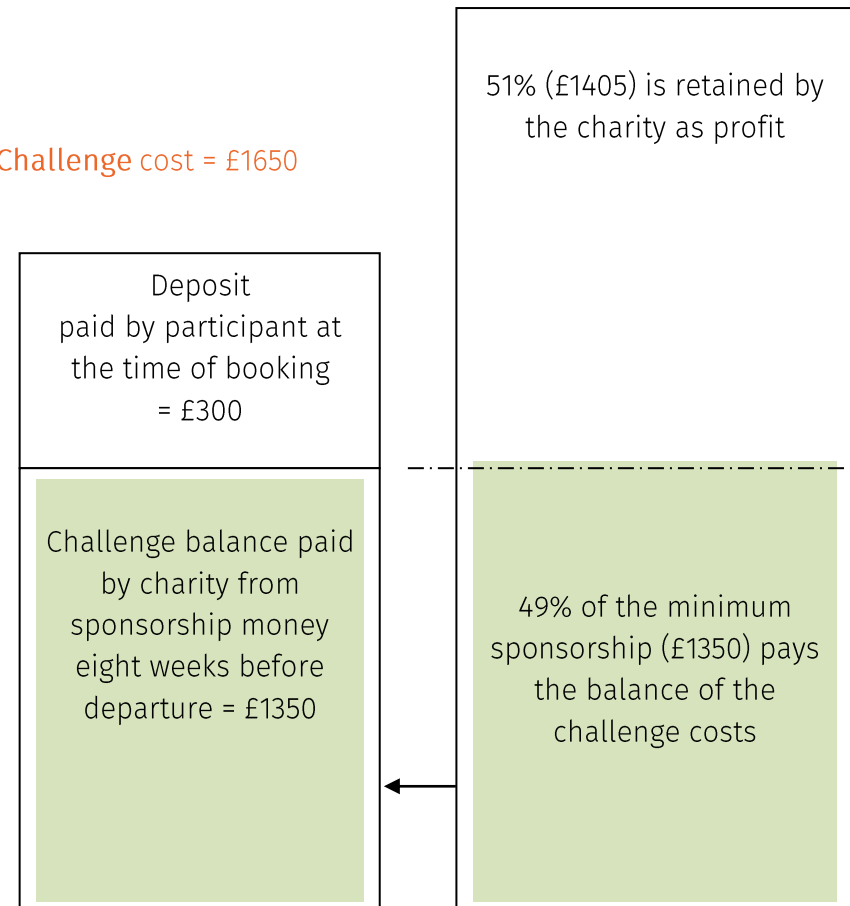 51% (£1405) is retained by
the charity as profit
Challenge cost = £1650
Deposit
paid by participant at
the time of booking
= £300
Challenge balance paid
by charity from
sponsorship money
eight weeks before
departure = £1350
49% of the minimum
sponsorship (£1350) pays
the balance of the
challenge costs